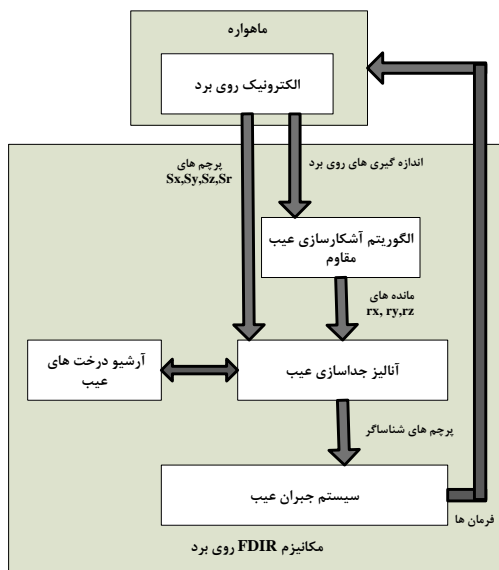 ماهواره
الکترونیک روی برد
پرچم های
Sx,Sy,Sz,Sr
اندازه گیری های روی برد
الگوریتم آشکارسازی عیب
مقاوم
مانده های
rx, ry,rz
آنالیز جداسازی عیب
آرشیو درخت های
عیب
پرچم های شناساگر
سیستم جبران عیب
فرمان ها
مکانیزم FDIR روی برد